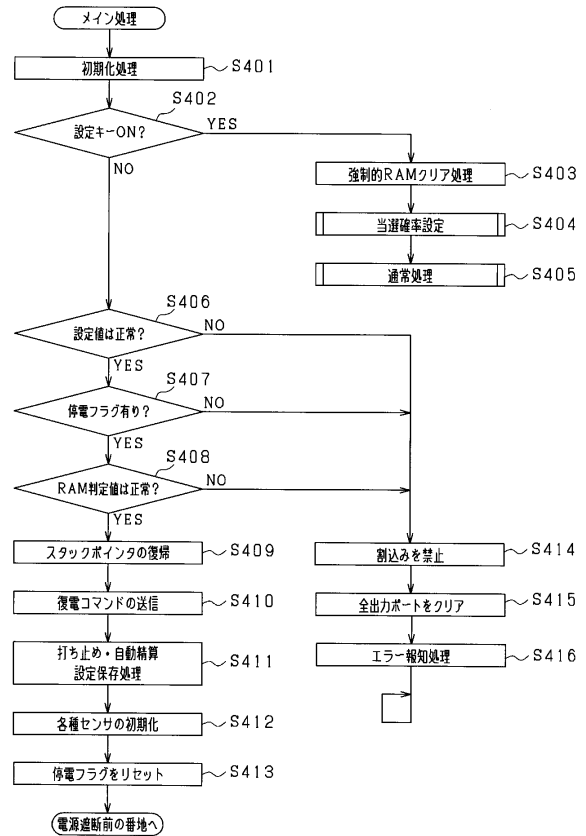 メイン処理
初期化処理
S401
S402
設定キーON?
YES
NO
強制的RAMクリア処理
S403
当選確率設定
S404
通常処理
S405
S406
設定値は正常?
NO
YES
S407
停電フラグ有り?
NO
YES
S408
RAM判定値は正常?
NO
YES
スタックポインタの復帰
S409
割込みを禁止
S414
復電コマンドの送信
S410
全出力ポートをクリア
S415
打ち止め・自動精算
設定保存処理
S411
エラー報知処理
S416
各種センサの初期化
S412
停電フラグをリセット
S413
電源遮断前の番地へ